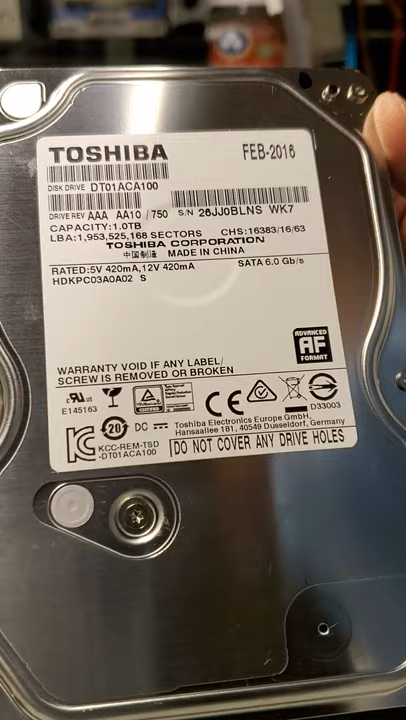 TOSHIBA FEB-2016
DISK DRIVE DT01ACA100
DRIVE REV AAA AA10 / 750 S/N 26JJ0BLNS WK7
CAPACITY:1.0TB
LBA:1,953,525,168 SECTORS CHS:16383/16/63
TOSHIBA CORPORATION
中国制造 MADE IN CHINA
RATED:5V 420mA,12V 420mA SATA 6.0 Gb/s
HDKPC03A0A02 S
ADVANCED
AF
FORMAT
WARRANTY VOID IF ANY LABEL/
SCREW IS REMOVED OR BROKEN
E145163
D33003
20
DC
Toshiba Electronics Europe GmbH,
Hansaallee 181, 40549 Düsseldorf, Germany
KCC-REM-TSD
-DT01ACA100
DO NOT COVER ANY DRIVE HOLES